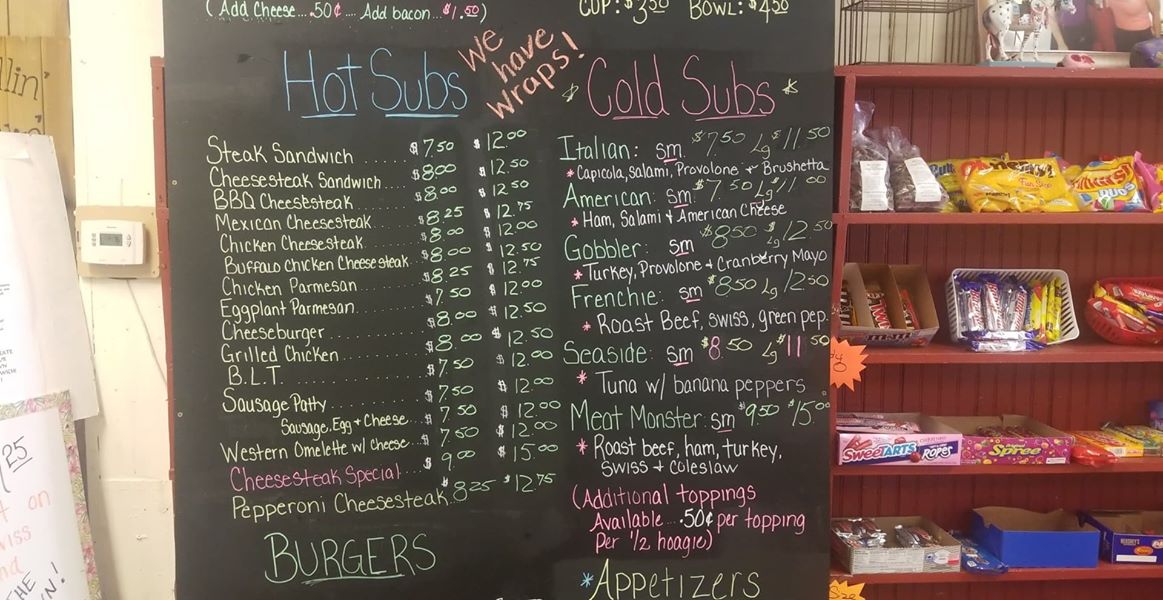 (Add Cheese....50¢.... Add bacon...$1.50)
CUP: $3.50 BOWL: $4.50
We have wraps!
Hot Subs
Steak Sandwich....... $7.50 $12.00
Cheesesteak Sandwich... $8.00 $12.50
BBQ Cheesesteak....... $8.00 $12.50
Mexican Cheesesteak..... $8.25 $12.75
Chicken Cheesesteak..... $8.00 $12.00
Buffalo Chicken Cheesesteak. $8.00 $12.50
Chicken Parmesan....... $8.25 $12.75
Eggplant Parmesan....... $7.50 $12.00
Cheeseburger......... $8.00 $12.50
Grilled Chicken......... $8.00 $12.50
B.L.T............... $7.50 $12.00
Sausage Patty......... $7.50 $12.00
Sausage, Egg + Cheese... $7.50 $12.00
Western Omelette w/ Cheese... $7.50 $12.00
Cheesesteak Special.... $9.00 $15.00
Pepperoni Cheesesteak. $8.25 $12.75
BURGERS
Cold Subs
Italian: sm $7.50 Lg $11.50
* Capicola, salami, Provolone + Brushetta
American: sm $7.50 Lg $11.00
* Ham, Salami + American Cheese
Gobbler: sm $8.50 Lg $12.50
* Turkey, Provolone + Cranberry Mayo
Frenchie: sm $8.50 Lg 12.50
* Roast Beef, swiss, green pep.
Seaside: sm $8.50 Lg $11.50
* Tuna w/ banana peppers
Meat Monster: sm $9.50 $15.00
* Roast beef, ham, turkey,
Swiss + Coleslaw
(Additional toppings
Available....50¢ per topping
Per 1/2 hoagie)
*Appetizers
SweeTARTS
ROPES
Spree
HERSHEY'S
25